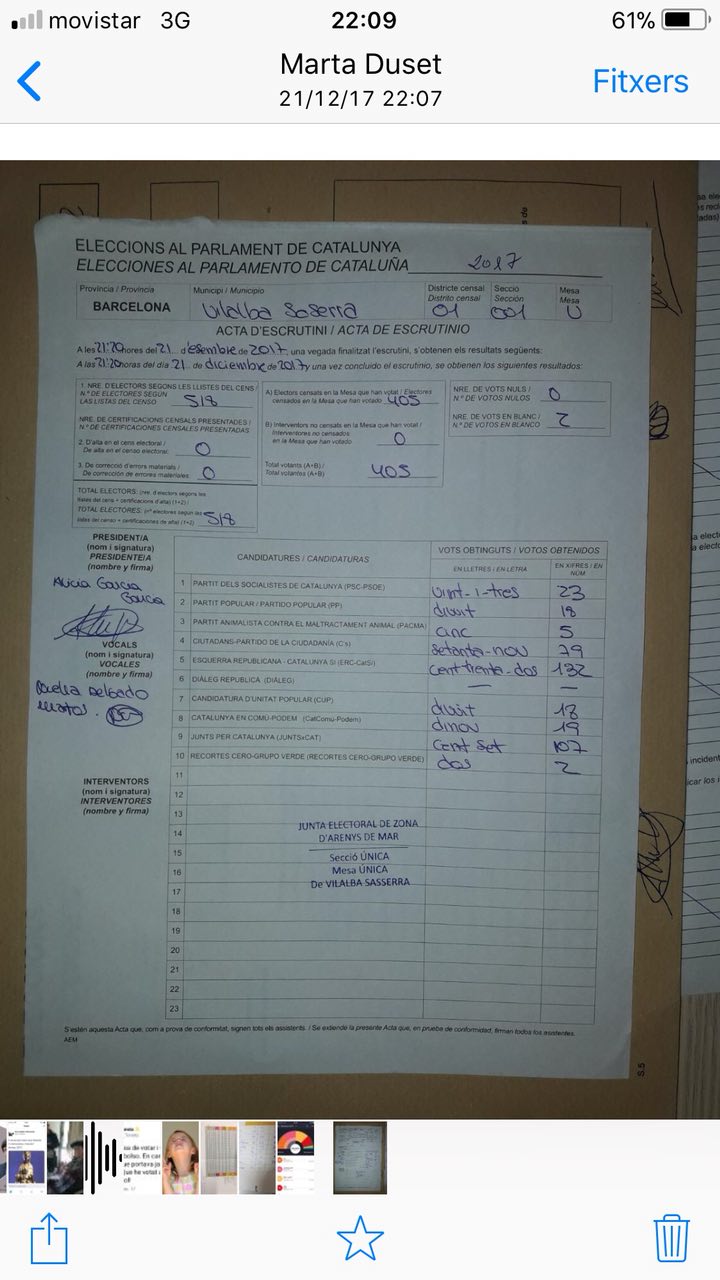 movistar 3G 22:09 61%
Marta Duset
21/12/17 22:07
Fitxers
ELECCIONS AL PARLAMENT DE CATALUNYA
ELECCIONES AL PARLAMENTO DE CATALUÑA 2017
Província / Provincia Municipi / Municipio Districte censal Secció Mesa
Distrito censal Sección Mesa
BARCELONA Vilalba Sasserra 01 001 U
ACTA D'ESCRUTINI / ACTA DE ESCRUTINIO
A les 21:20 hores del 21 desembre de 2017, una vegada finalitzat l'escrutini, s'obtenen els resultats següents:
A las 21:20 horas del día 21 de diciembre de 2017 y una vez concluido el escrutinio, se obtienen los siguientes resultados:
1. NRE. D'ELECTORS SEGONS LES LLISTES DEL CENS /
N.º DE ELECTORES SEGÚN
LAS LISTAS DEL CENSO 518
NRE. DE CERTIFICACIONS CENSALS PRESENTADES /
N.º DE CERTIFICACIONES CENSALES PRESENTADAS
2. D'alta en el cens electoral /
De alta en el censo electoral: 0
3. De correcció d'errors materials /
De corrección de errores materiales: 0
TOTAL ELECTORS: (nre. d'electors segons les
llistes del cens + certificacions d'alta) (1+2) /
TOTAL ELECTORES: (nº electores según las
listas del censo + certificaciones de alta) (1+2) 518
A) Electors censats en la Mesa que han votat / Electores
censados en la Mesa que han votado 405
B) Interventors no censats en la Mesa que han votat /
Interventores no censados
en la Mesa que han votado 0
Total votants (A+B) /
Total votantes (A+B) 405
NRE. DE VOTS NULS /
N.º DE VOTOS NULOS 0
NRE. DE VOTS EN BLANC /
N.º DE VOTOS EN BLANCO 2
PRESIDENT/A
(nom i signatura)
PRESIDENTE/A
(nombre y firma)
Alicia Garcia
Garcia
VOCALS
(nom i signatura)
VOCALES
(nombre y firma)
Delgado
INTERVENTORS
(nom i signatura)
INTERVENTORES
(nombre y firma)
CANDIDATURES / CANDIDATURAS VOTS OBTINGUTS / VOTOS OBTENIDOS
EN LLETRES / EN LETRA EN XIFRES / EN NÚM
1 PARTIT DELS SOCIALISTES DE CATALUNYA (PSC-PSOE) vint-i-tres 23
2 PARTIT POPULAR / PARTIDO POPULAR (PP) divuit 18
3 PARTIT ANIMALISTA CONTRA EL MALTRACTAMENT ANIMAL (PACMA) cinc 5
4 CIUTADANS-PARTIDO DE LA CIUDADANÍA (C's) setanta-nou 79
5 ESQUERRA REPUBLICANA - CATALUNYA SÍ (ERC-CatSí) cent trenta-dos 132
6 DIÀLEG REPUBLICÀ (DIÀLEG) — —
7 CANDIDATURA D'UNITAT POPULAR (CUP) divuit 18
8 CATALUNYA EN COMÚ-PODEM (CatComú-Podem) dinou 19
9 JUNTS PER CATALUNYA (JUNTSxCAT) cent set 107
10 RECORTES CERO-GRUPO VERDE (RECORTES CERO-GRUPO VERDE) dos 2
11
12
13
14
15
16
17
18
19
20
21
22
23
JUNTA ELECTORAL DE ZONA
D'ARENYS DE MAR
Secció ÚNICA
Mesa ÚNICA
De VILALBA SASSERRA
S'estén aquesta Acta que, com a prova de conformitat, signen tots els assistents. / Se extiende la presente Acta que, en prueba de conformidad, firman todos los asistentes.
AEM
S.5